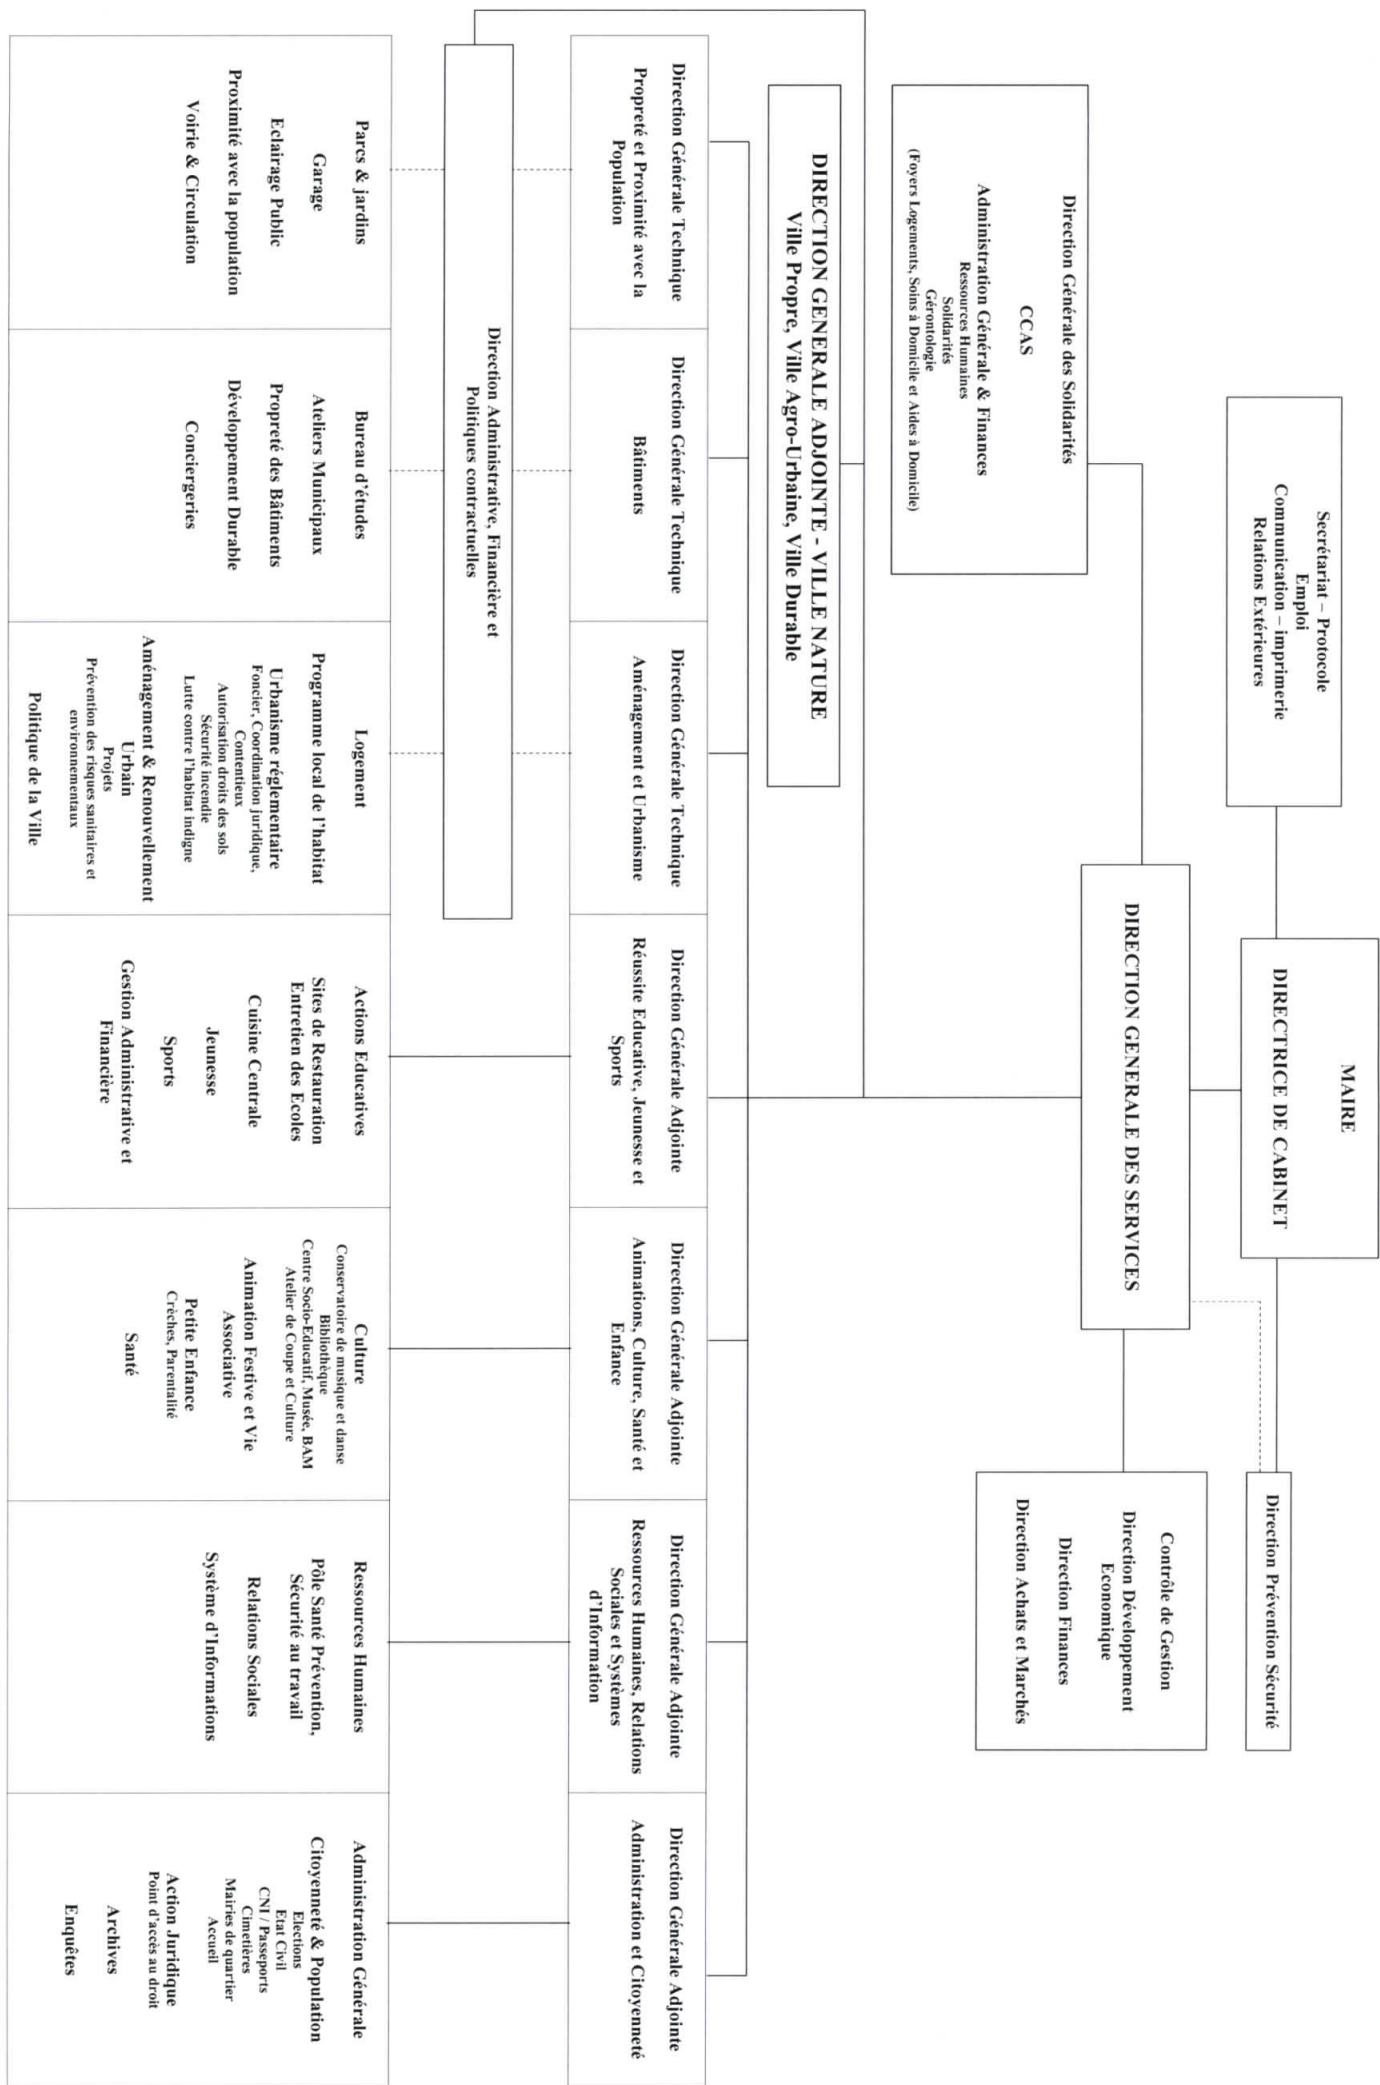 MAIRE
DIRECTRICE DE CABINET
Secrétariat – Protocole
Emploi
Communication – imprimerie
Relations Extérieures
Direction Prévention Sécurité
DIRECTION GENERALE DES SERVICES
Contrôle de Gestion
Direction Développement
Economique
Direction Finances
Direction Achats et Marchés
Direction Générale des Solidarités
CCAS
Administration Générale & Finances
Ressources Humaines
Solidarités
Gérontologie
(Foyers Logements, Soins à Domicile et Aides à Domicile)
DIRECTION GENERALE ADJOINTE - VILLE NATURE
Ville Propre, Ville Agro-Urbaine, Ville Durable
Direction Générale Technique
Propreté et Proximité avec la
Population
Direction Générale Technique
Bâtiments
Direction Générale Technique
Aménagement et Urbanisme
Direction Générale Adjointe
Réussite Educative, Jeunesse et
Sports
Direction Générale Adjointe
Animations, Culture, Santé et
Enfance
Direction Générale Adjointe
Ressources Humaines, Relations
Sociales et Systèmes
d'Information
Direction Générale Adjointe
Administration et Citoyenneté
Direction Administrative, Financière et
Politiques contractuelles
Parcs & jardins
Garage
Eclairage Public
Proximité avec la population
Voirie & Circulation
Bureau d'études
Ateliers Municipaux
Propreté des Bâtiments
Développement Durable
Conciergeries
Logement
Programme local de l'habitat
Urbanisme réglementaire
Foncier, Coordination juridique,
Contentieux
Autorisation droits des sols
Sécurité incendie
Lutte contre l'habitat indigne
Aménagement & Renouvellement
Urbain
Projets
Prévention des risques sanitaires et
environnementaux
Politique de la Ville
Actions Educatives
Sites de Restauration
Entretien des Ecoles
Cuisine Centrale
Jeunesse
Sports
Gestion Administrative et
Financière
Culture
Conservatoire de musique et danse
Bibliothèque
Centre Socio-Educatif, Musée, BAM
Atelier de Coupe et Culture
Animation Festive et Vie
Associative
Petite Enfance
Crèches, Parentalité
Santé
Ressources Humaines
Pôle Santé Prévention,
Sécurité au travail
Relations Sociales
Système d'Informations
Administration Générale
Citoyenneté & Population
Elections
Etat Civil
CNI / Passeports
Cimetières
Mairies de quartier
Accueil
Action Juridique
Point d'accès au droit
Archives
Enquêtes